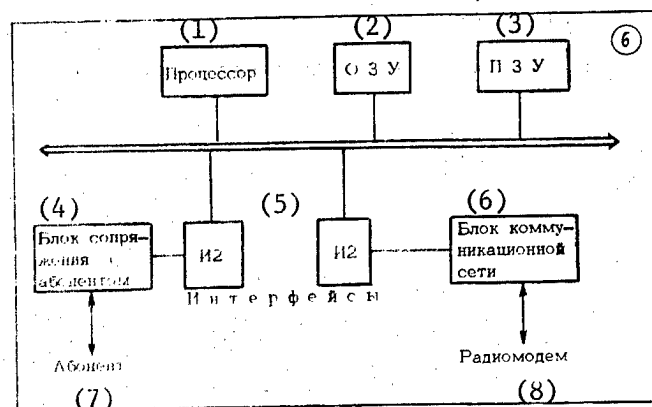 (1) (2) (3) 6
Процессор О З У П З У
(4) (5) (6)
Блок сопря-
жения с
абонентом
И2 И2
Блок комму-
никационной
сети
И н т е р ф е й с ы
Абонент Радиомодем
(7) (8)